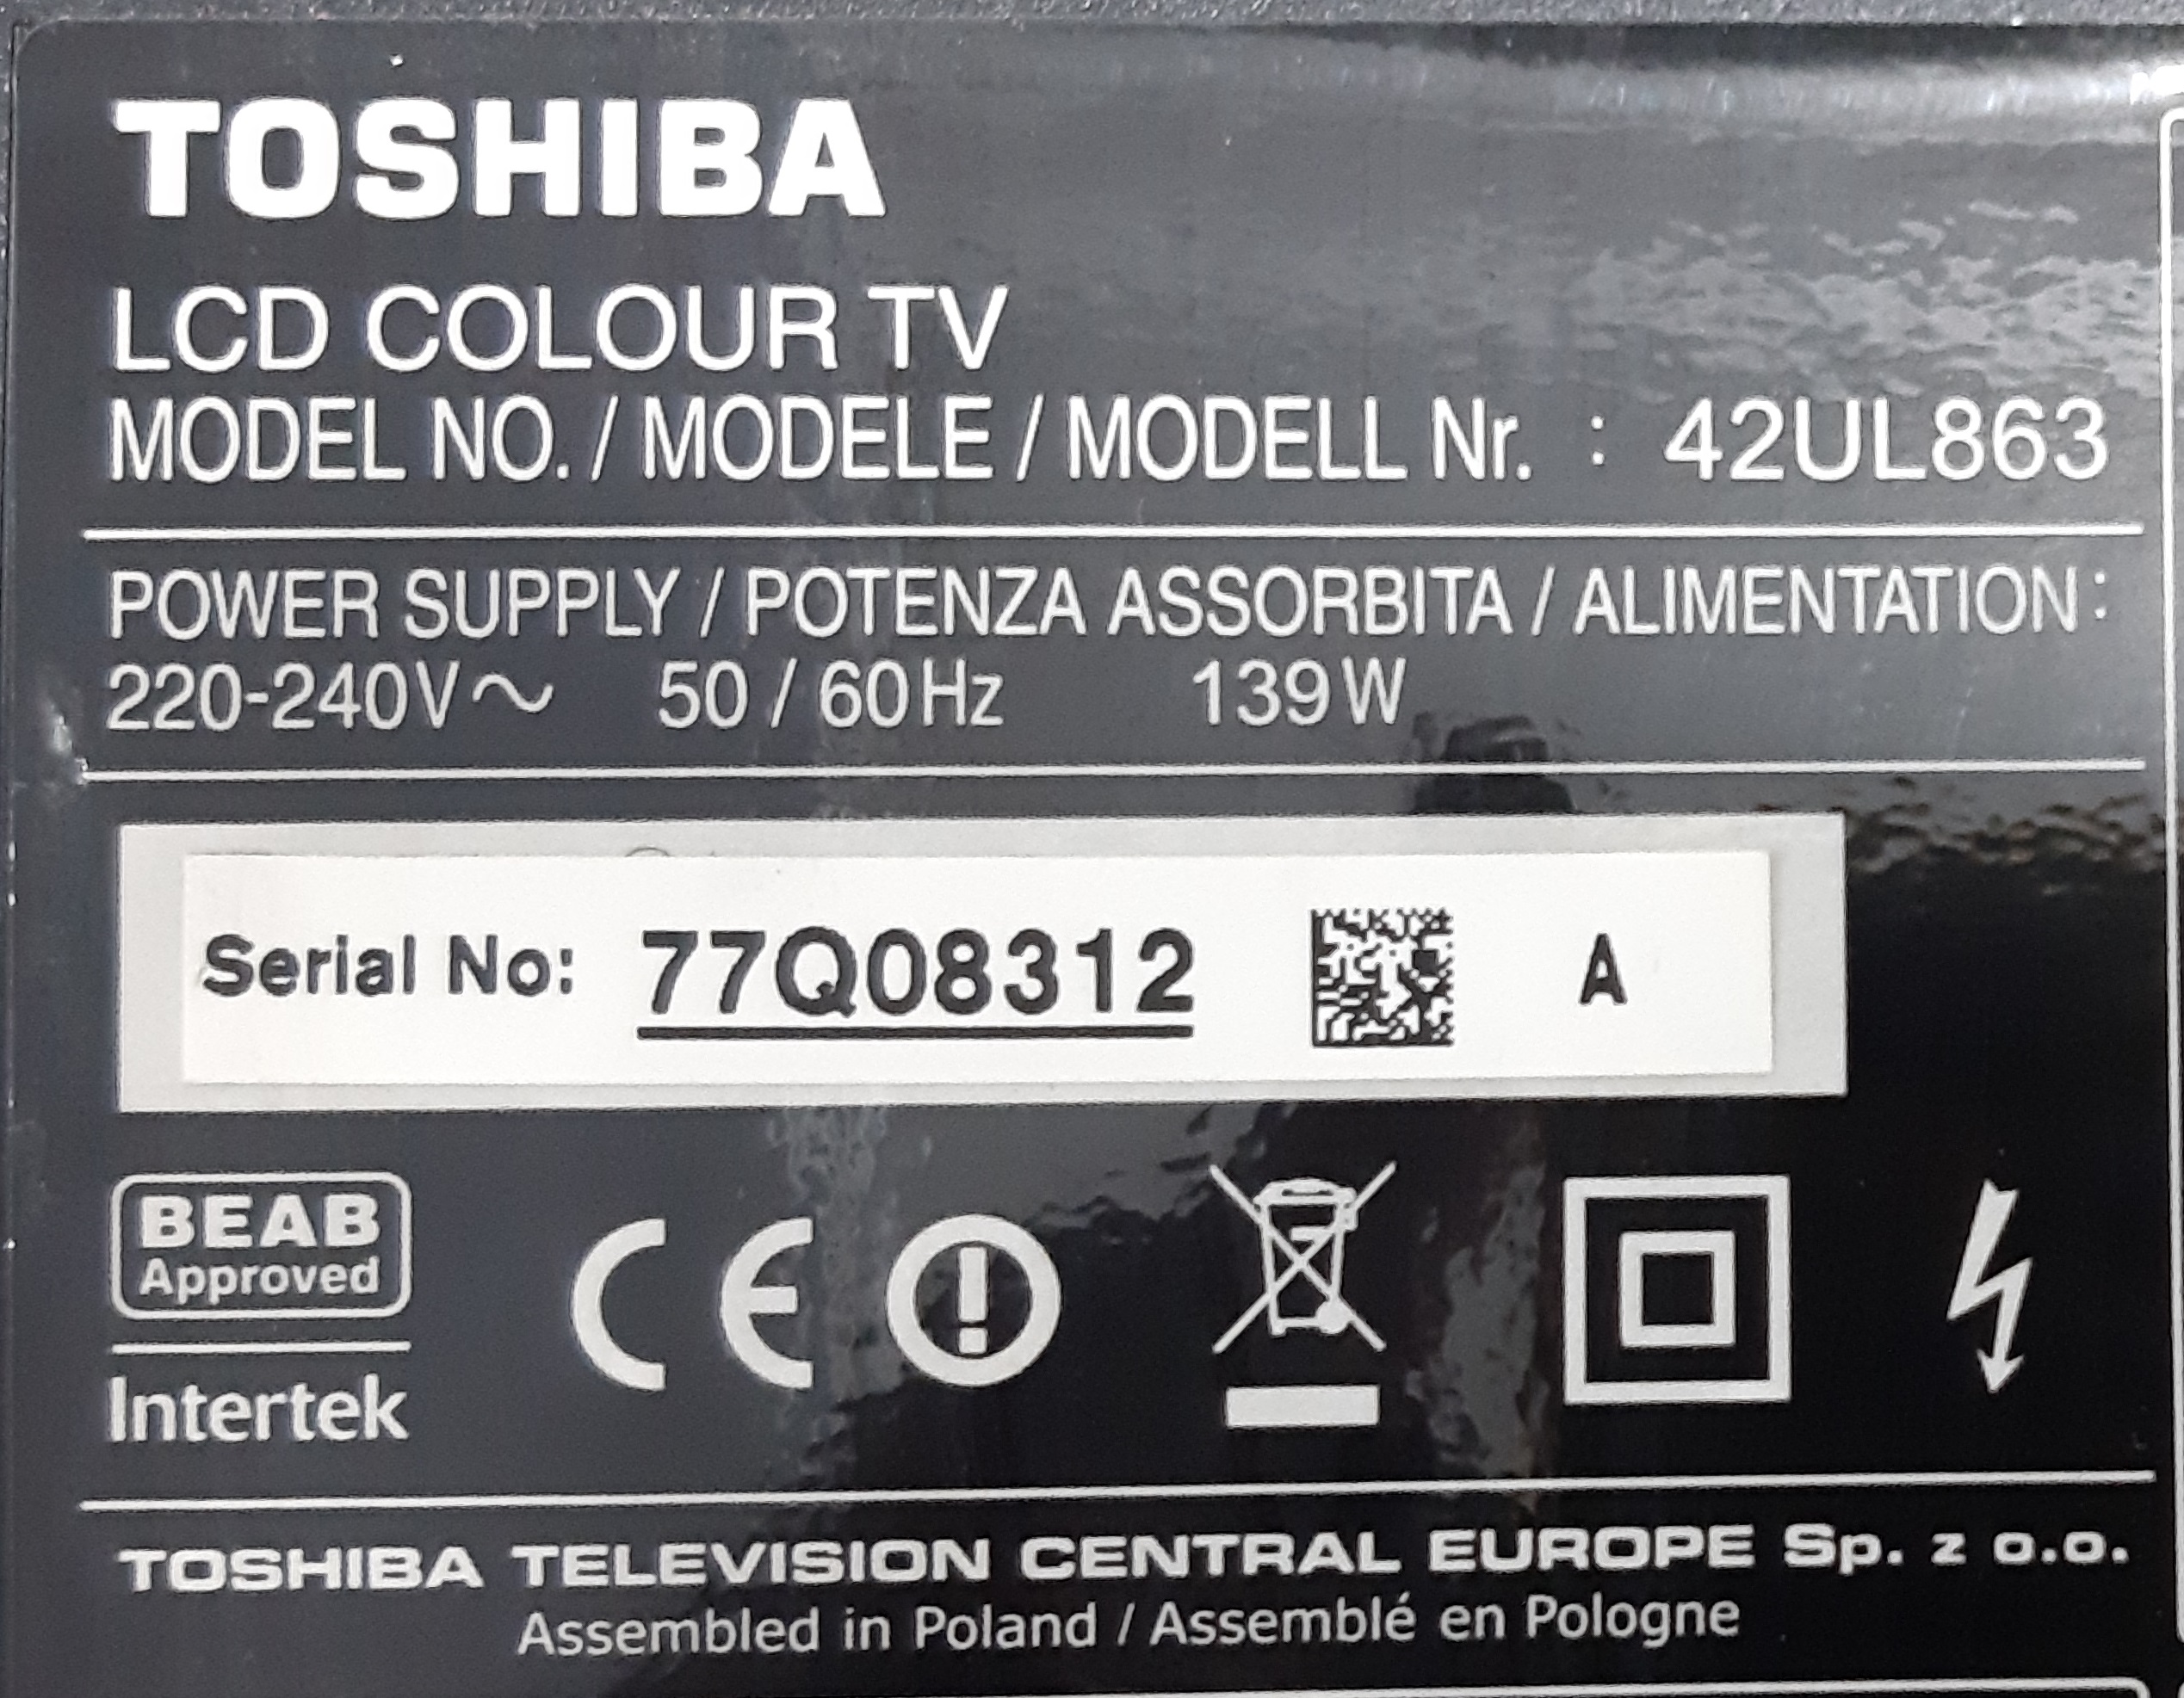 TOSHIBA
LCD COLOUR TV
MODEL NO. / MODELE / MODELL Nr. : 42UL863
POWER SUPPLY / POTENZA ASSORBITA / ALIMENTATION:
220-240V~ 50 / 60Hz 139W
Serial No: 77Q08312 A
BEAB
Approved
Intertek
CE
TOSHIBA TELEVISION CENTRAL EUROPE Sp. z o.o.
Assembled in Poland / Assemblé en Pologne